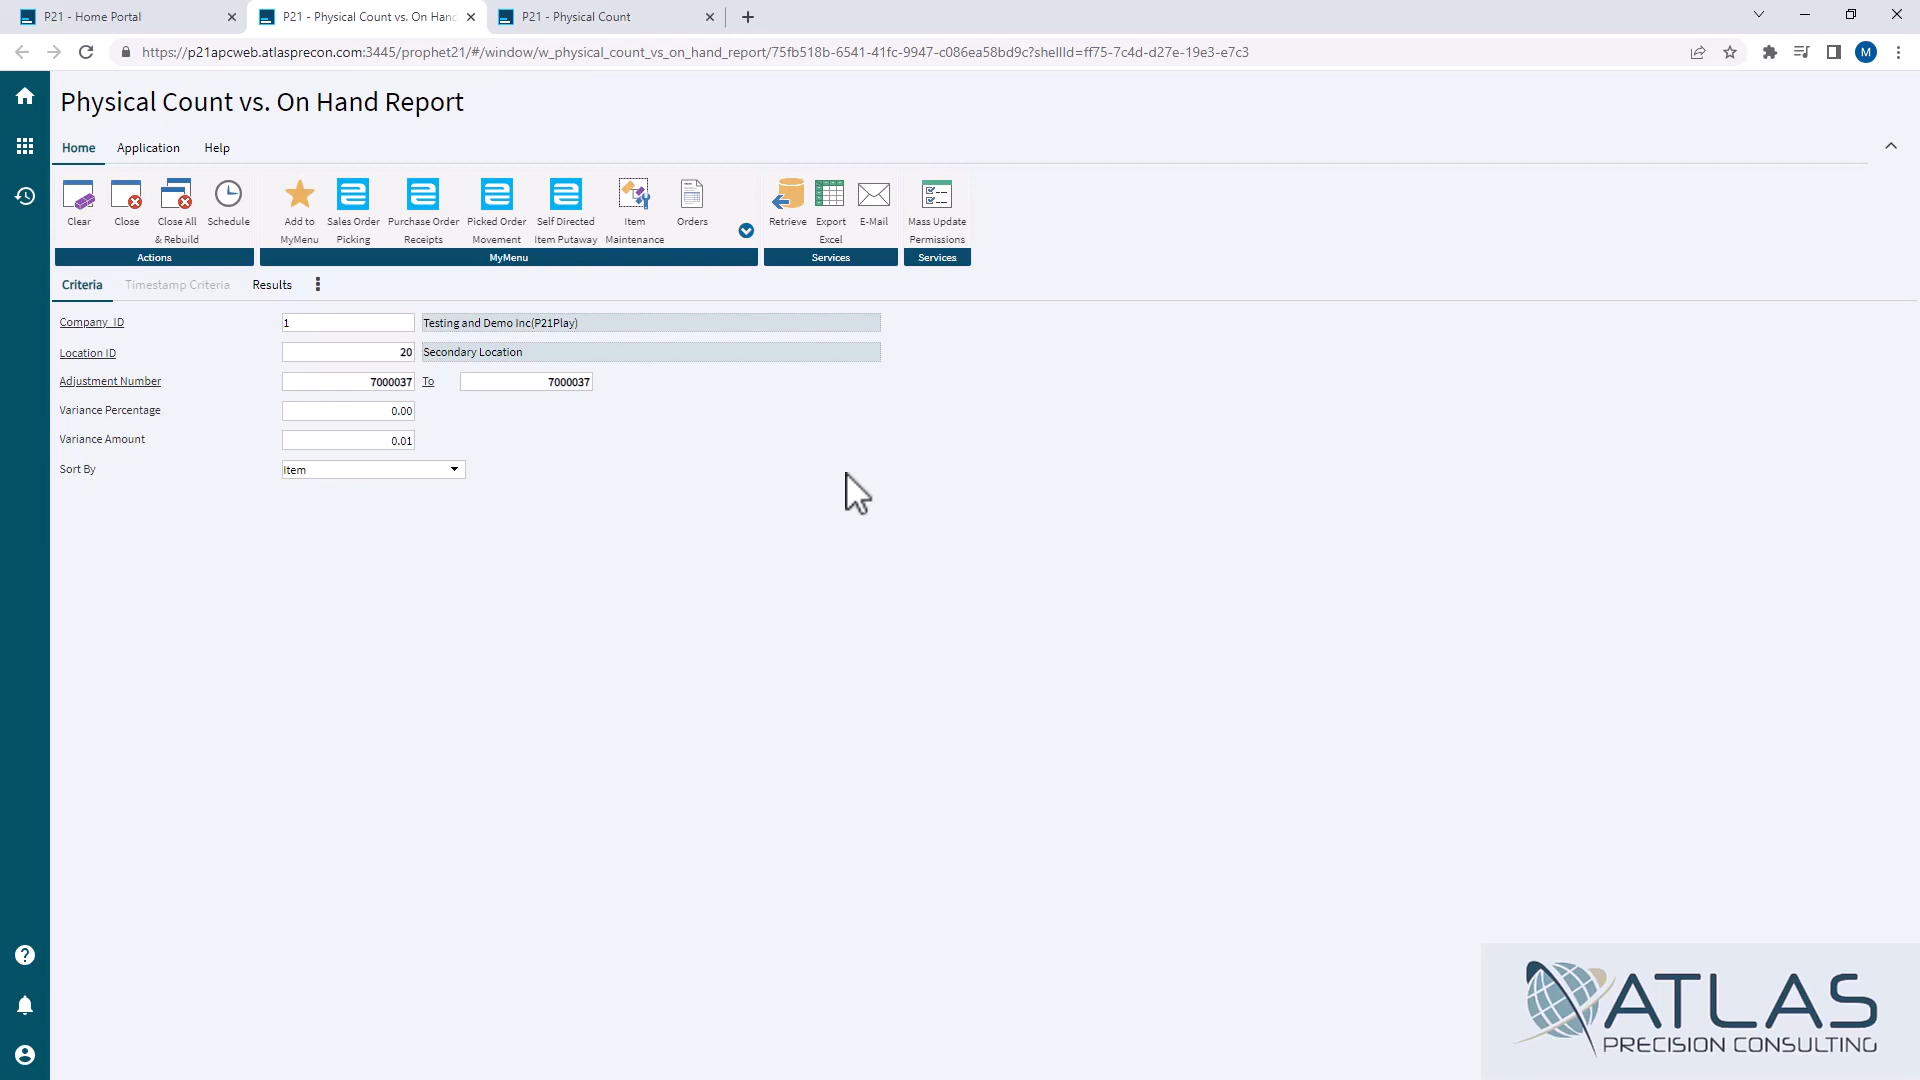 P21 - Home Portal
P21 - Physical Count vs. On Hand
P21 - Physical Count
https://p21apcweb.atlasprecon.com:3445/prophet21/#/window/w_physical_count_vs_on_hand_report/75fb518b-6541-41fc-9947-c086ea58bd9c?shellId=ff75-7c4d-d27e-19e3-e7c3
M
Physical Count vs. On Hand Report
Home Application Help
Clear Close Close All & Rebuild Schedule
Add to MyMenu Sales Order Picking Purchase Order Receipts Picked Order Movement Self Directed Item Putaway Item Maintenance Orders
Retrieve Export Excel E-Mail Mass Update Permissions
Actions MyMenu Services Services
Criteria Timestamp Criteria Results
Company ID 1 Testing and Demo Inc(P21Play)
Location ID 20 Secondary Location
Adjustment Number 7000037 To 7000037
Variance Percentage 0.00
Variance Amount 0.01
Sort By Item
ATLAS
PRECISION CONSULTING